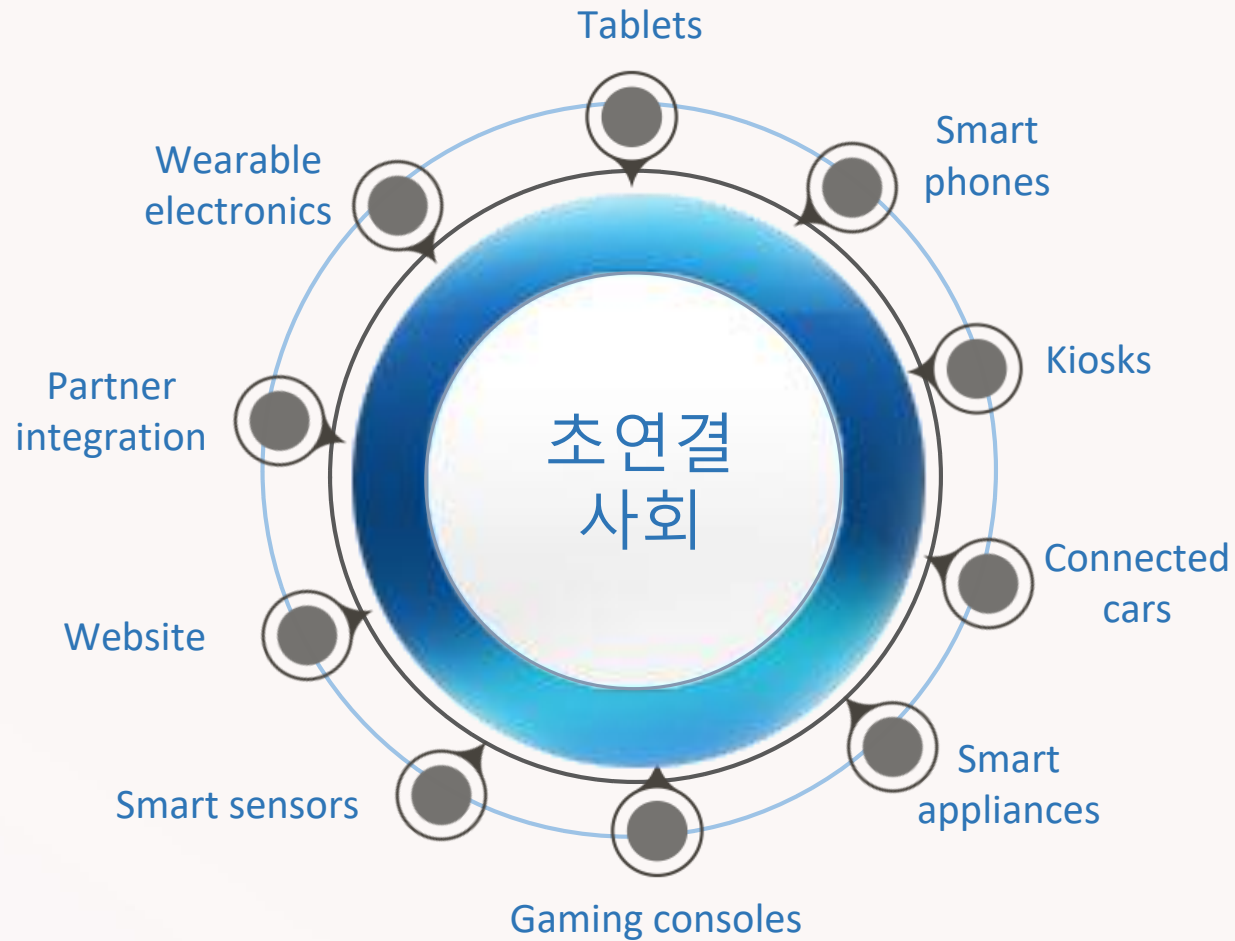 Tablets
Smart
phones
Kiosks
Connected
cars
Smart
appliances
Gaming consoles
Smart sensors
Website
Partner
integration
Wearable
electronics
초연결
사회